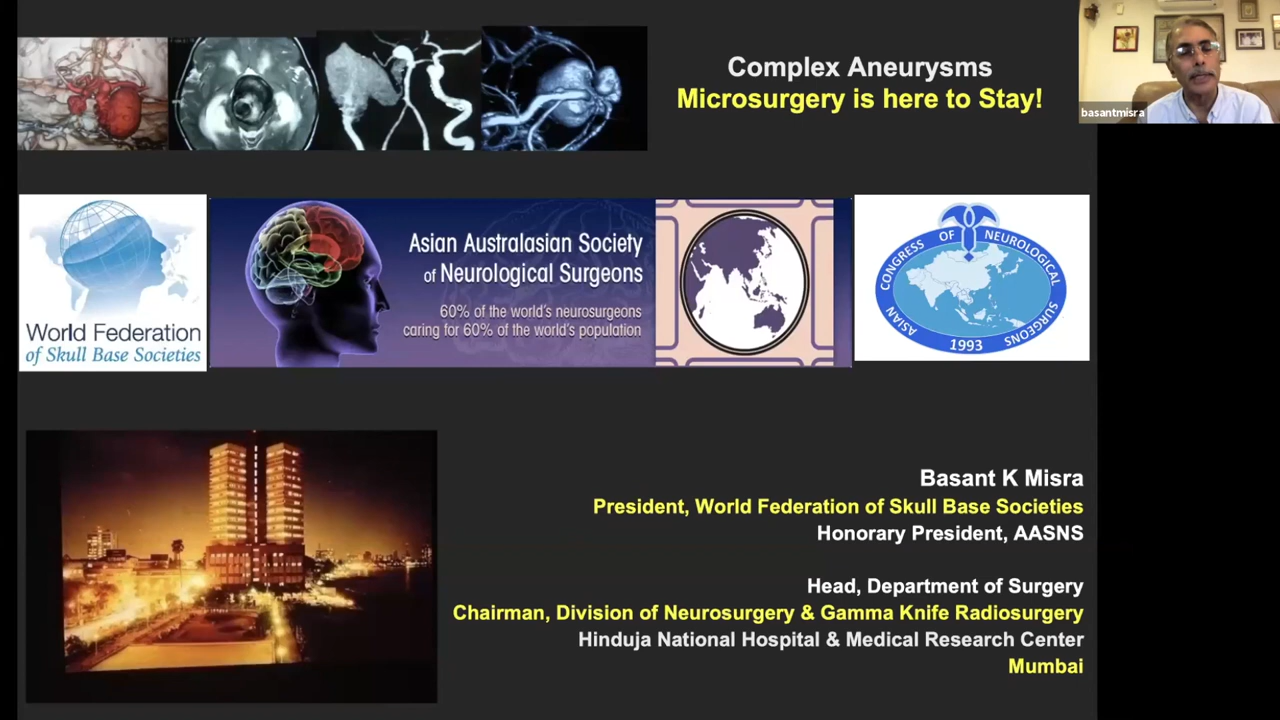 Complex Aneurysms
Microsurgery is here to Stay!
basantmisra
World Federation
of Skull Base Societies
Asian Australasian Society
of Neurological Surgeons
60% of the world's neurosurgeons
caring for 60% of the world's population
ASIAN CONGRESS OF NEUROLOGICAL SURGEONS
1993
Basant K Misra
President, World Federation of Skull Base Societies
Honorary President, AASNS
Head, Department of Surgery
Chairman, Division of Neurosurgery & Gamma Knife Radiosurgery
Hinduja National Hospital & Medical Research Center
Mumbai